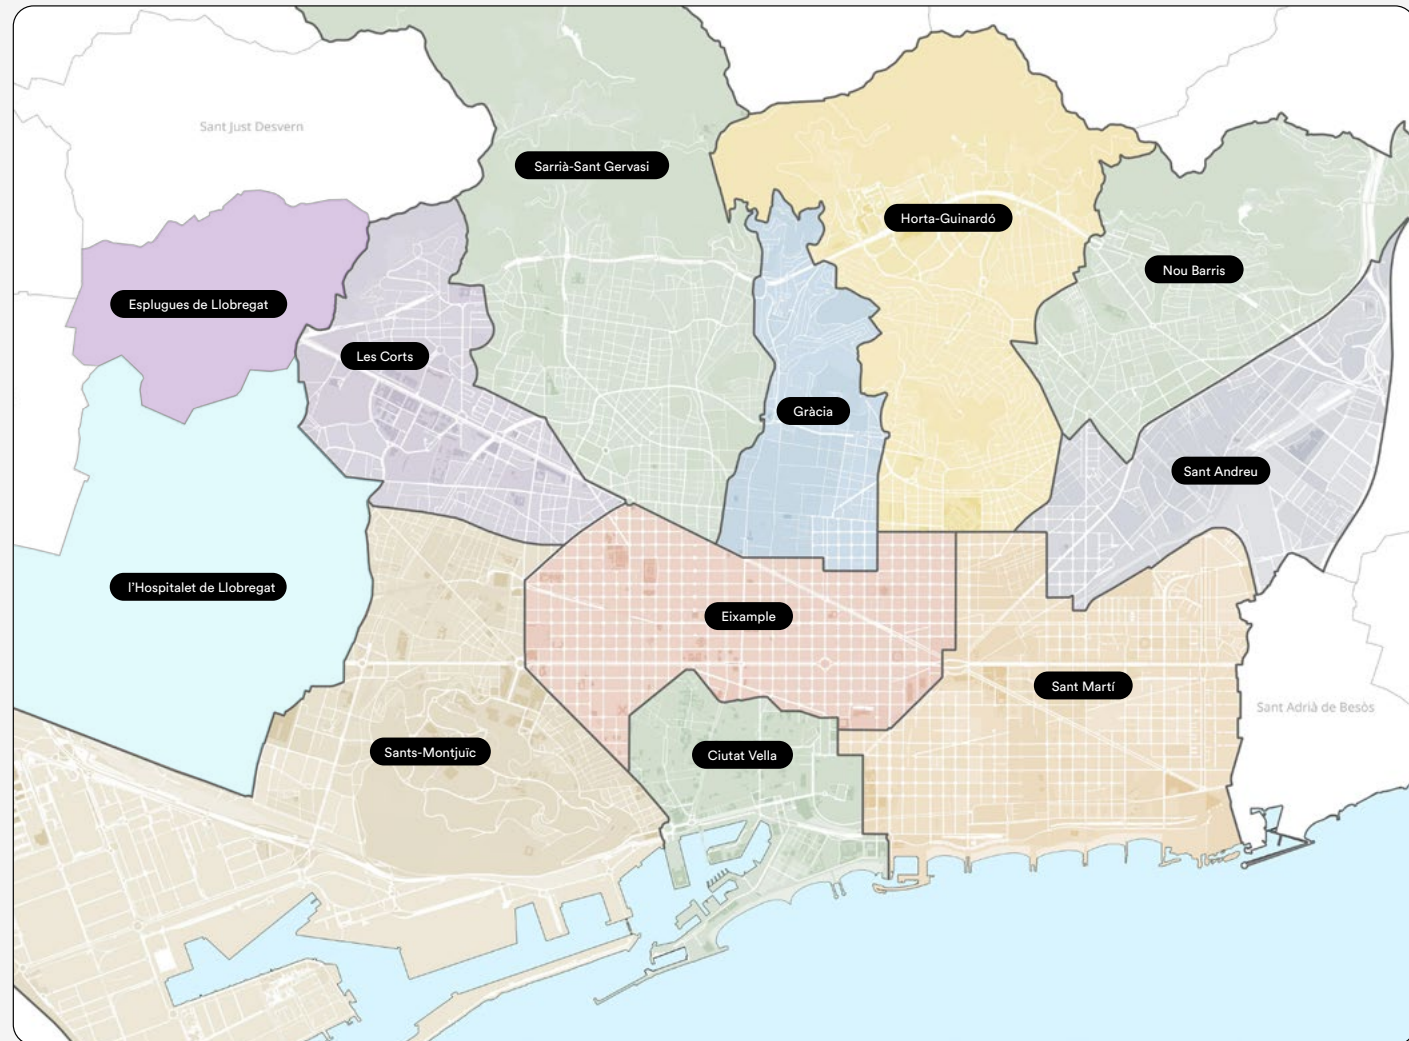 Sant Just Desvern
Sarrià-Sant Gervasi
Horta-Guinardó
Nou Barris
Esplugues de Llobregat
Les Corts
Gràcia
Sant Andreu
l'Hospitalet de Llobregat
Eixample
Sant Martí
Sant Adrià de Besòs
Sants-Montjuïc
Ciutat Vella